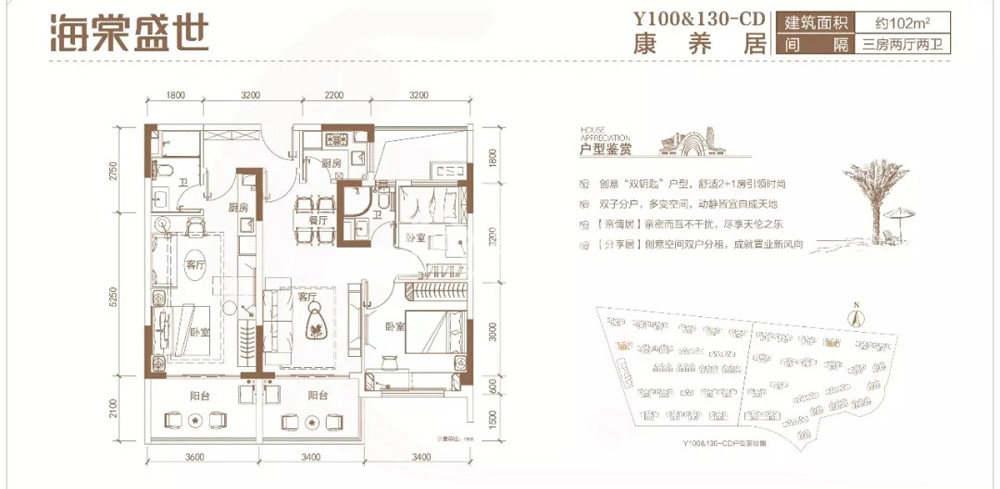 海棠盛世
Y100&130-CD
康养居
建筑面积 约102m²
间隔 三房两厅两卫
1800 3200 2200 3200
2750
5250
2100
1800
3200
3000
600
1500
3600 3400 3400
卫
厨房
客厅
卧室
阳台
厨房
餐厅
卫
卧室
客厅
卧室
阳台
HOUSE
APPRECIATION
户型鉴赏
创意“双钥匙”户型，舒适2+1房引领时尚
双子分户，多变空间，动静皆宜自成天地
【亲情居】亲密而互不干扰，尽享天伦之乐
【分享居】创意空间双户分租，成就置业新风向
N
Y100&130-CD户型落位图